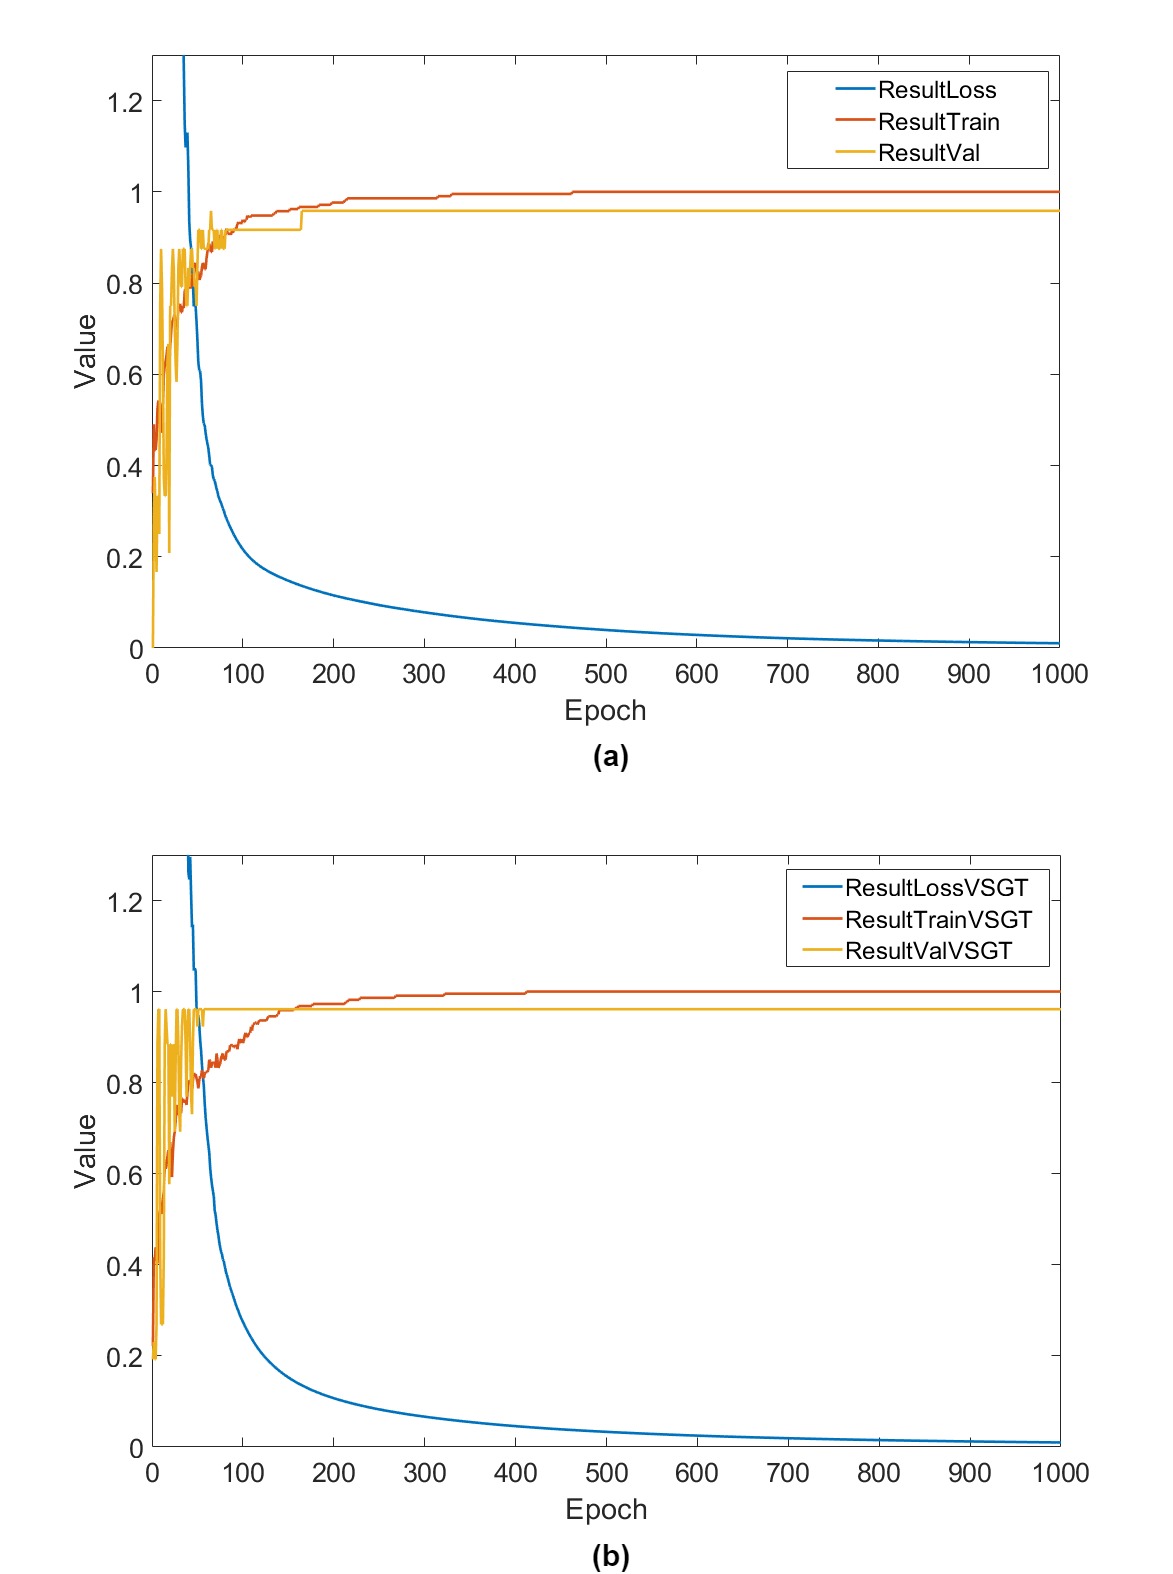 1.2
1
0.8
0.6
0.4
0.2
0
Value
ResultLoss
ResultTrain
ResultVal
0 100 200 300 400 500 600 700 800 900 1000
Epoch
(a)
1.2
1
0.8
0.6
0.4
0.2
0
Value
ResultLossVSGT
ResultTrainVSGT
ResultValVSGT
0 100 200 300 400 500 600 700 800 900 1000
Epoch
(b)